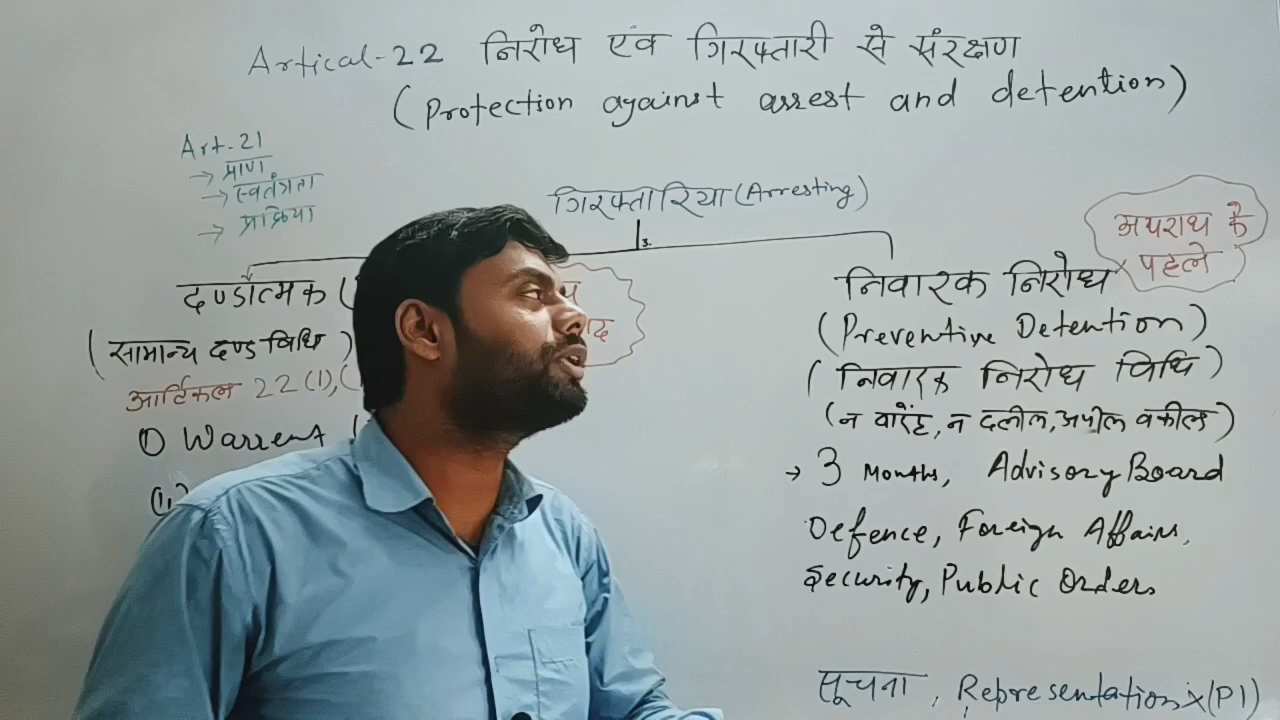 Artical-22 निरोध एंव गिरफ्तारी से संरक्षण
(Protection against arrest and detention)
Art-21
→ प्राण
→ स्वतंत्रता
→ प्राक्रिया
गिरफ्तारिया (Arresting)
दण्डात्मक (
(सामान्य दण्ड विधि)
आर्टिकल 22 (1), (
① Warrent (
(ii)
निवारक निरोध
अपराध के
पहले
(Preventive Detention)
(निवारक निरोध विधि)
(न वारेंट, न दलील, अपील वकील)
→ 3 Months, Advisory Board
Defence, Foreign Affairs,
Security, Public Orders
सूचना, Representation x (P1)